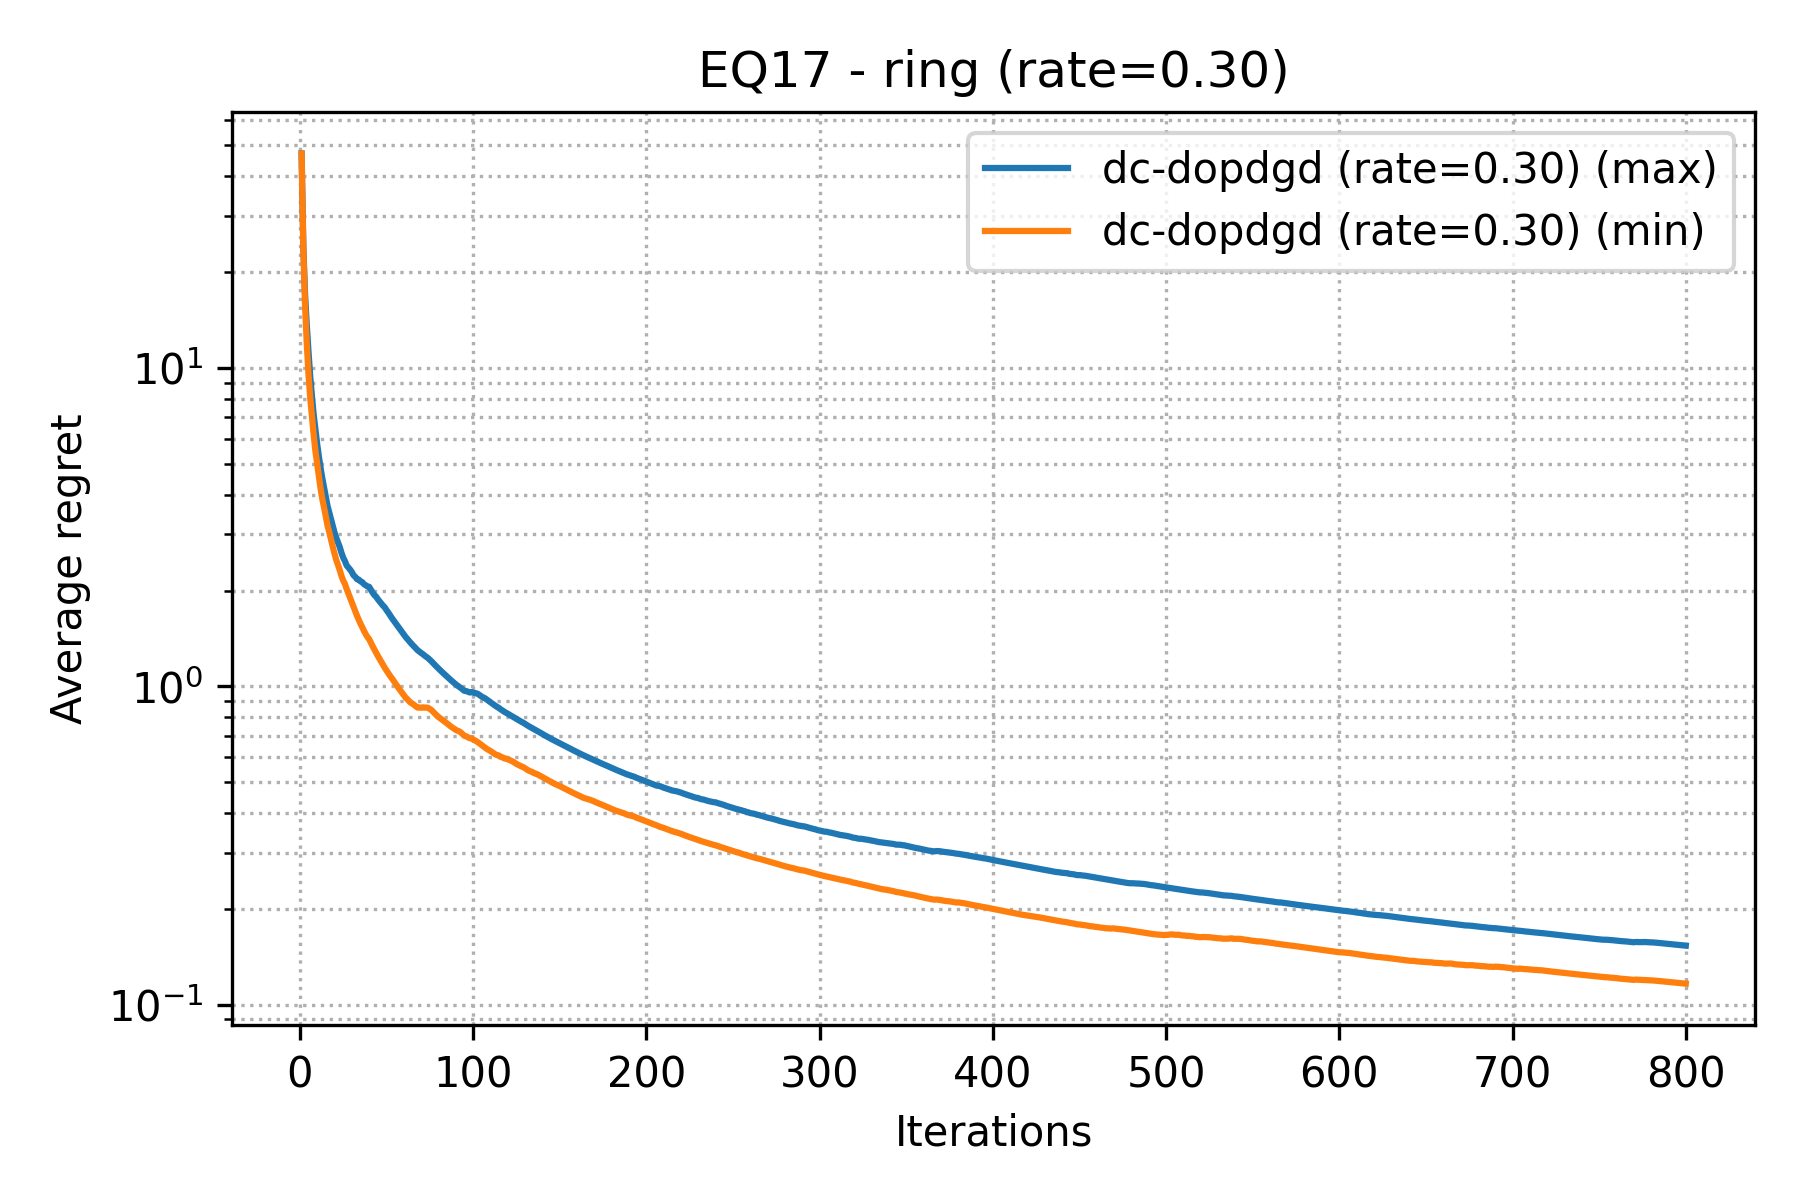 EQ17 - ring (rate=0.30)
dc-dopdgd (rate=0.30) (max)
dc-dopdgd (rate=0.30) (min)
Average regret
10¹
10⁰
10⁻¹
0 100 200 300 400 500 600 700 800
Iterations